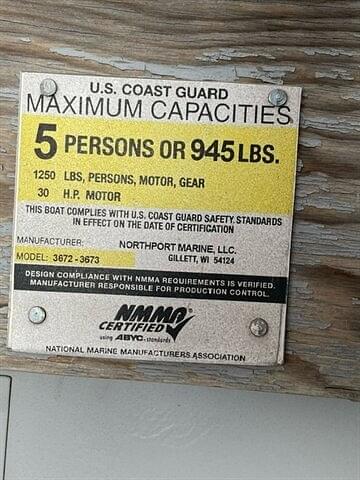 U.S. COAST GUARD
MAXIMUM CAPACITIES
5 PERSONS OR 945 LBS.
1250 LBS, PERSONS, MOTOR, GEAR
30 H.P. MOTOR
THIS BOAT COMPLIES WITH U.S. COAST GUARD SAFETY STANDARDS
IN EFFECT ON THE DATE OF CERTIFICATION
MANUFACTURER: NORTHPORT MARINE, LLC.
GILLETT, WI 54124
MODEL: 3672 - 3673
DESIGN COMPLIANCE WITH NMMA REQUIREMENTS IS VERIFIED.
MANUFACTURER RESPONSIBLE FOR PRODUCTION CONTROL.
NMMA
CERTIFIED
using ABYC standards
NATIONAL MARINE MANUFACTURERS ASSOCIATION